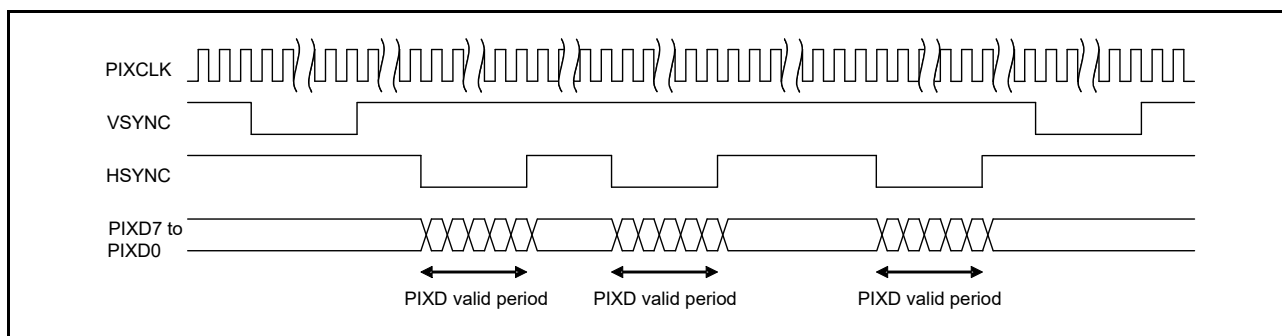 PIXCLK
VSYNC
HSYNC
PIXD7 to
PIXD0
PIXD valid period
PIXD valid period
PIXD valid period